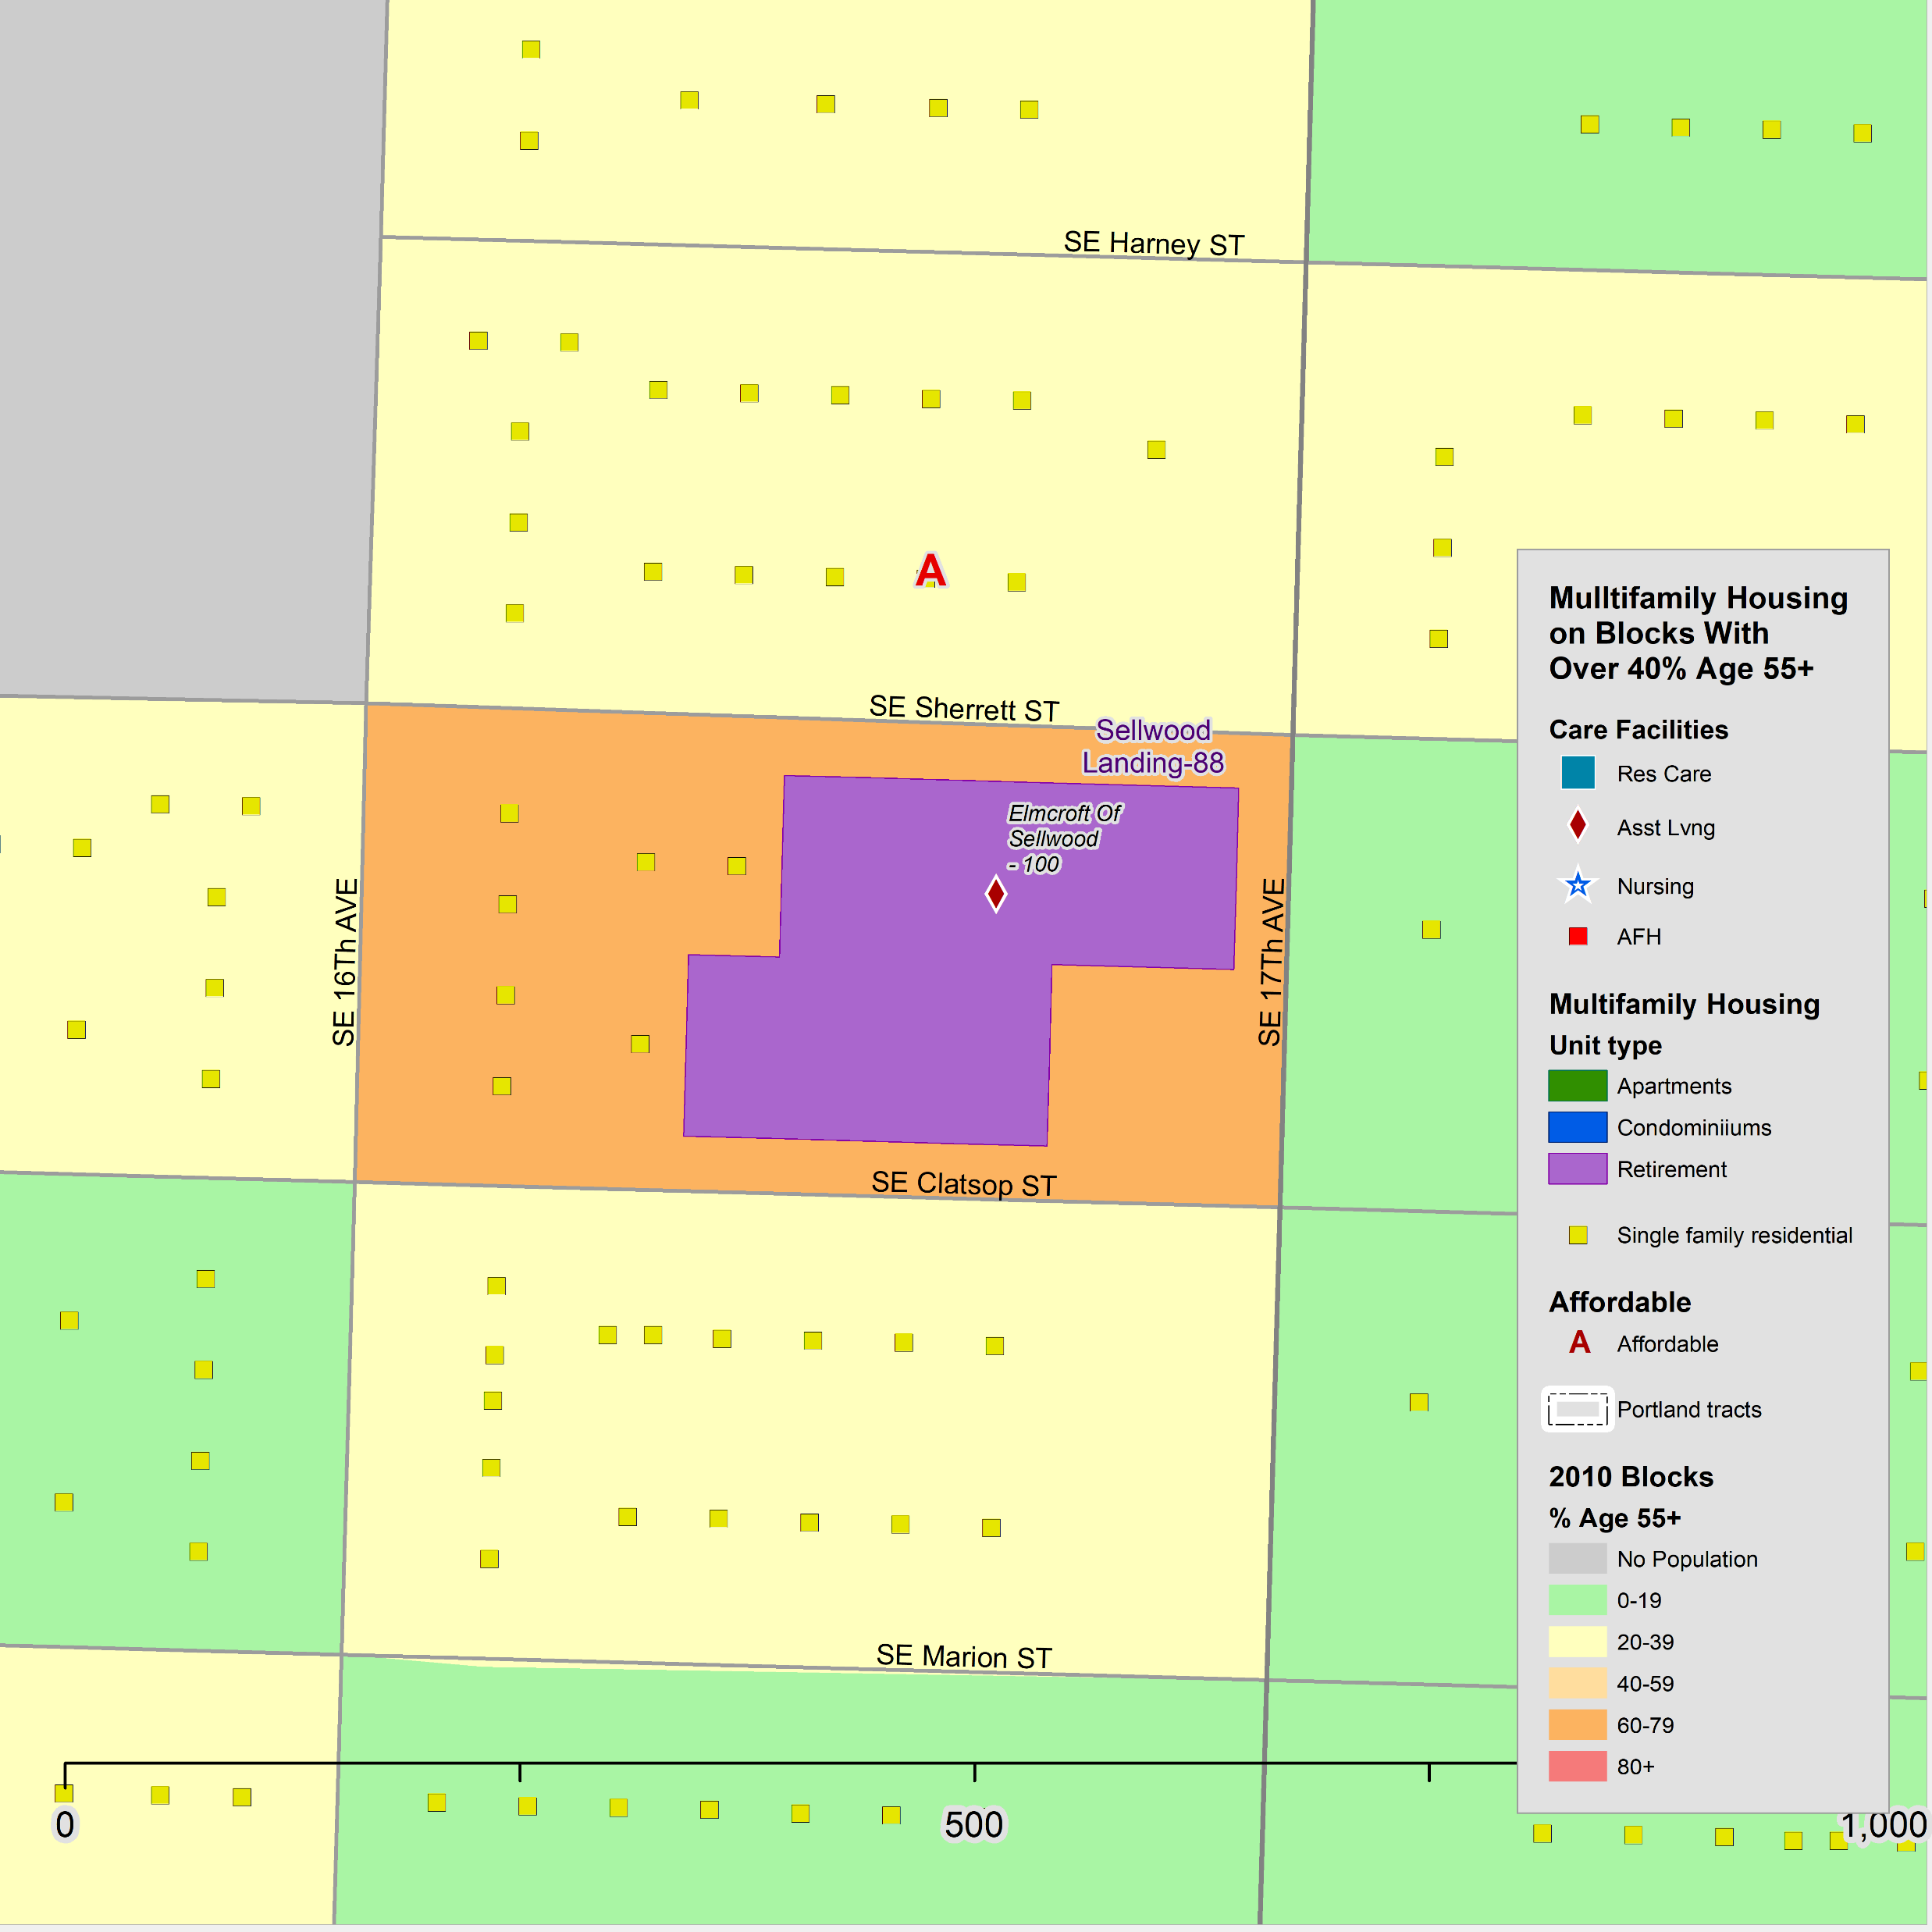 SE Harney ST
SE Sherrett ST
Sellwood
Landing-88
Elmcroft Of
Sellwood
- 100
SE 16Th AVE
SE 17Th AVE
SE Clatsop ST
SE Marion ST
0
500
1,000
Mulltifamily Housing
on Blocks With
Over 40% Age 55+
Care Facilities
Res Care
Asst Lvng
Nursing
AFH
Multifamily Housing
Unit type
Apartments
Condominiiums
Retirement
Single family residential
Affordable
A Affordable
Portland tracts
2010 Blocks
% Age 55+
No Population
0-19
20-39
40-59
60-79
80+
A